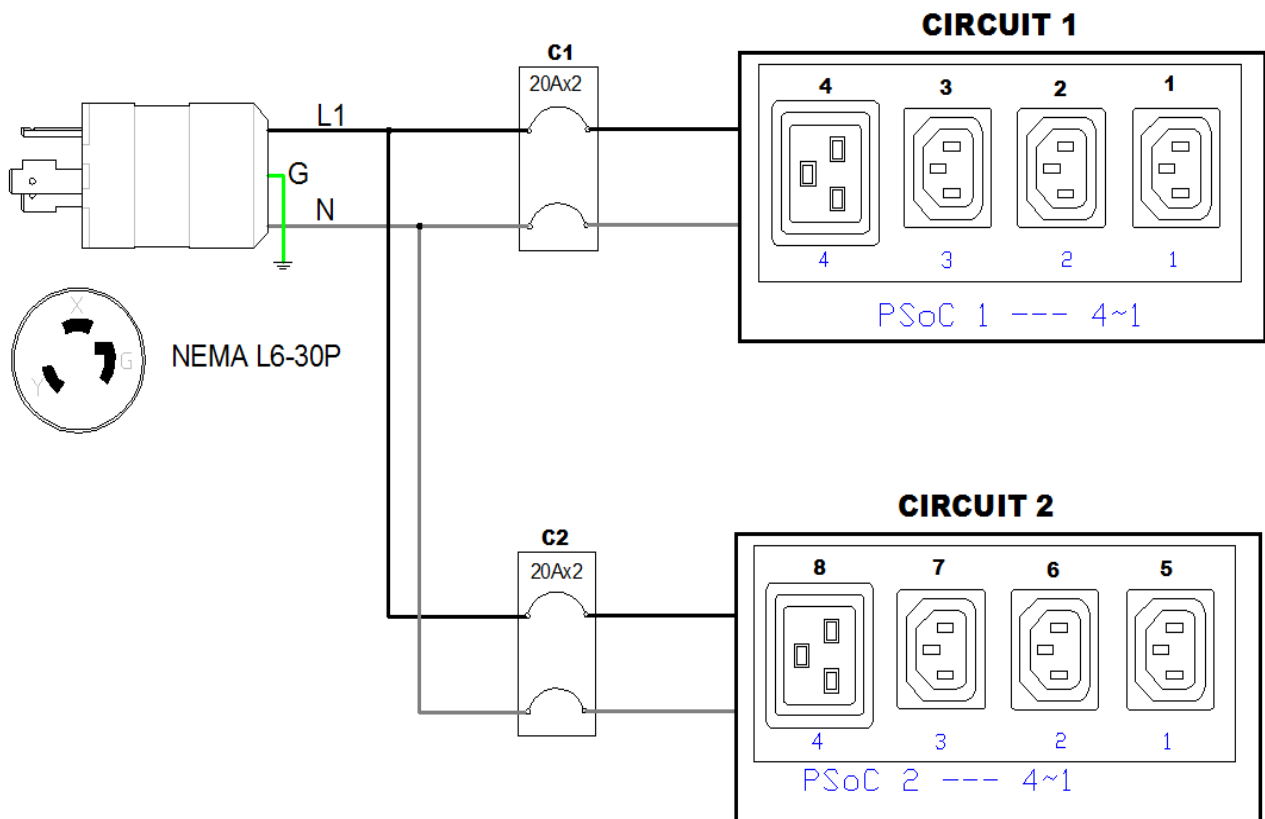 CIRCUIT 1
C1
20Ax2
4 3 2 1
L1
G
N
4 3 2 1
PSoC 1 --- 4~1
X
G
Y
NEMA L6-30P
CIRCUIT 2
C2
20Ax2
8 7 6 5
4 3 2 1
PSoC 2 --- 4~1